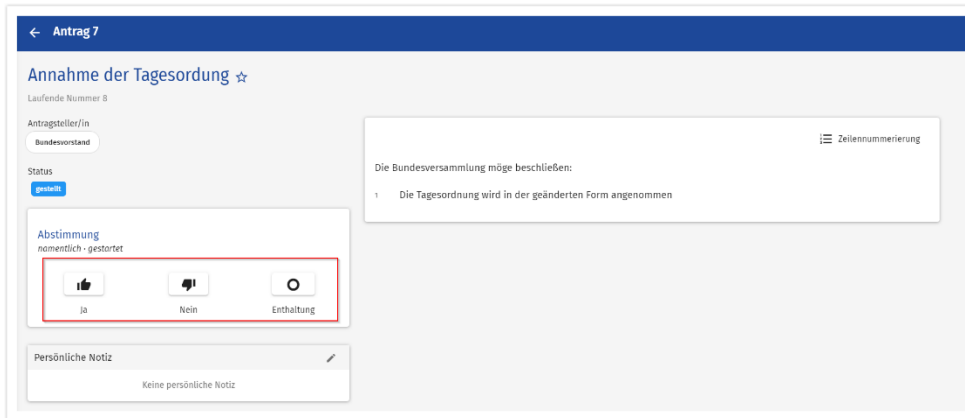 Antrag 7
Annahme der Tagesordung
Laufende Nummer 8
Antragsteller/in
Bundesvorstand
Status
gestellt
Abstimmung
namentlich · gestartet
Ja Nein Enthaltung
Persönliche Notiz
Keine persönliche Notiz
Zeilennummerierung
Die Bundesversammlung möge beschließen:
1 Die Tagesordnung wird in der geänderten Form angenommen